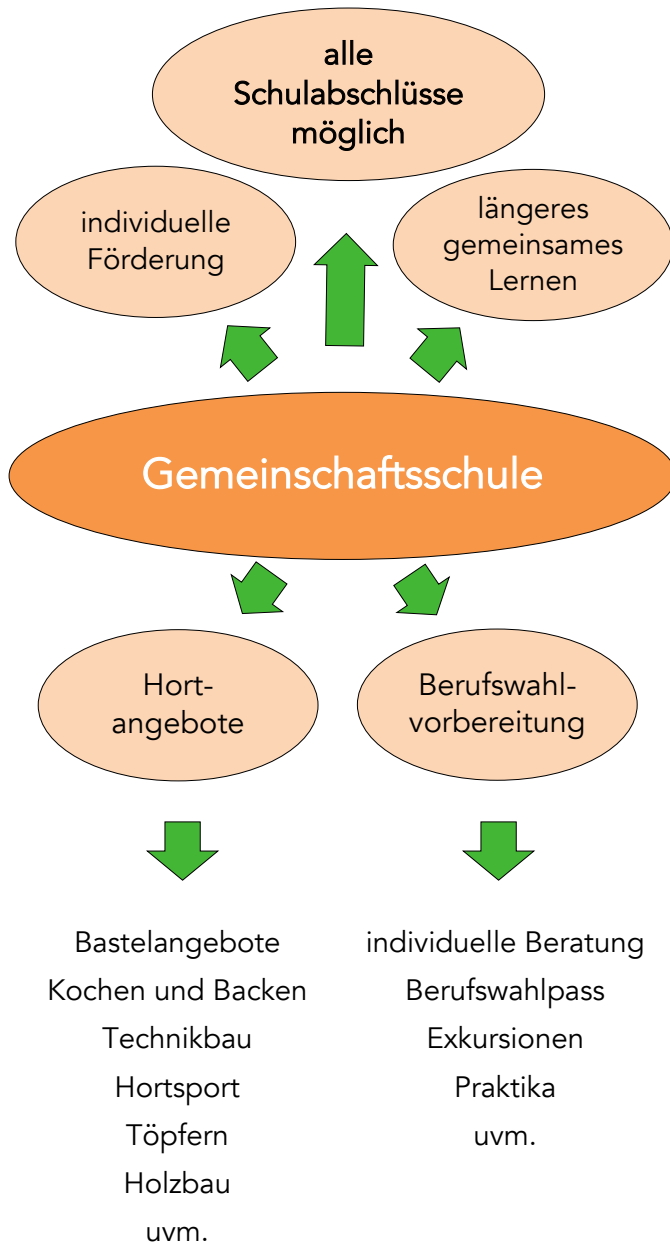 alle
Schulabschlüsse
möglich
individuelle
Förderung
längeres
gemeinsames
Lernen
Gemeinschaftsschule
Hort-
angebote
Berufswahl-
vorbereitung
Bastelangebote
Kochen und Backen
Technikbau
Hortsport
Töpfern
Holzbau
uvm.
individuelle Beratung
Berufswahlpass
Exkursionen
Praktika
uvm.